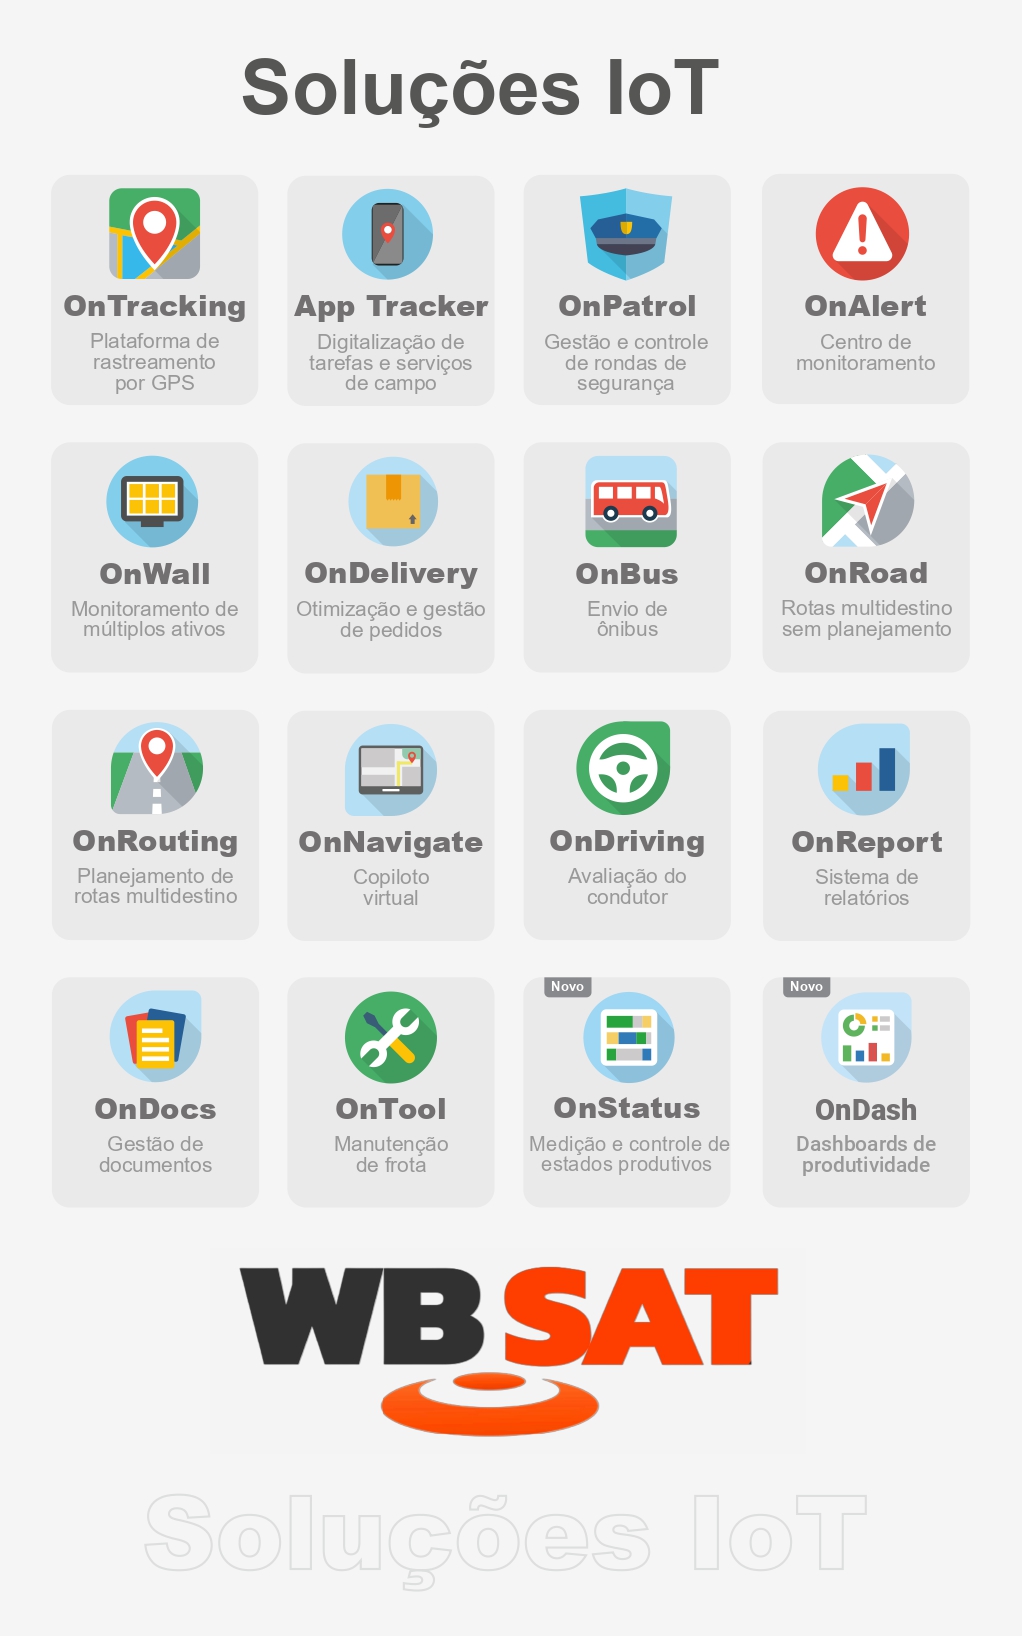 Soluções IoT
OnTracking
Plataforma de
rastreamento
por GPS
App Tracker
Digitalização de
tarefas e serviços
de campo
OnPatrol
Gestão e controle
de rondas de
segurança
OnAlert
Centro de
monitoramento
OnWall
Monitoramento de
múltiplos ativos
OnDelivery
Otimização e gestão
de pedidos
OnBus
Envio de
ônibus
OnRoad
Rotas multidestino
sem planejamento
OnRouting
Planejamento de
rotas multidestino
OnNavigate
Copiloto
virtual
OnDriving
Avaliação do
condutor
OnReport
Sistema de
relatórios
OnDocs
Gestão de
documentos
OnTool
Manutenção
de frota
Novo
OnStatus
Medição e controle de
estados produtivos
Novo
OnDash
Dashboards de
produtividade
WBSAT
Soluções IoT